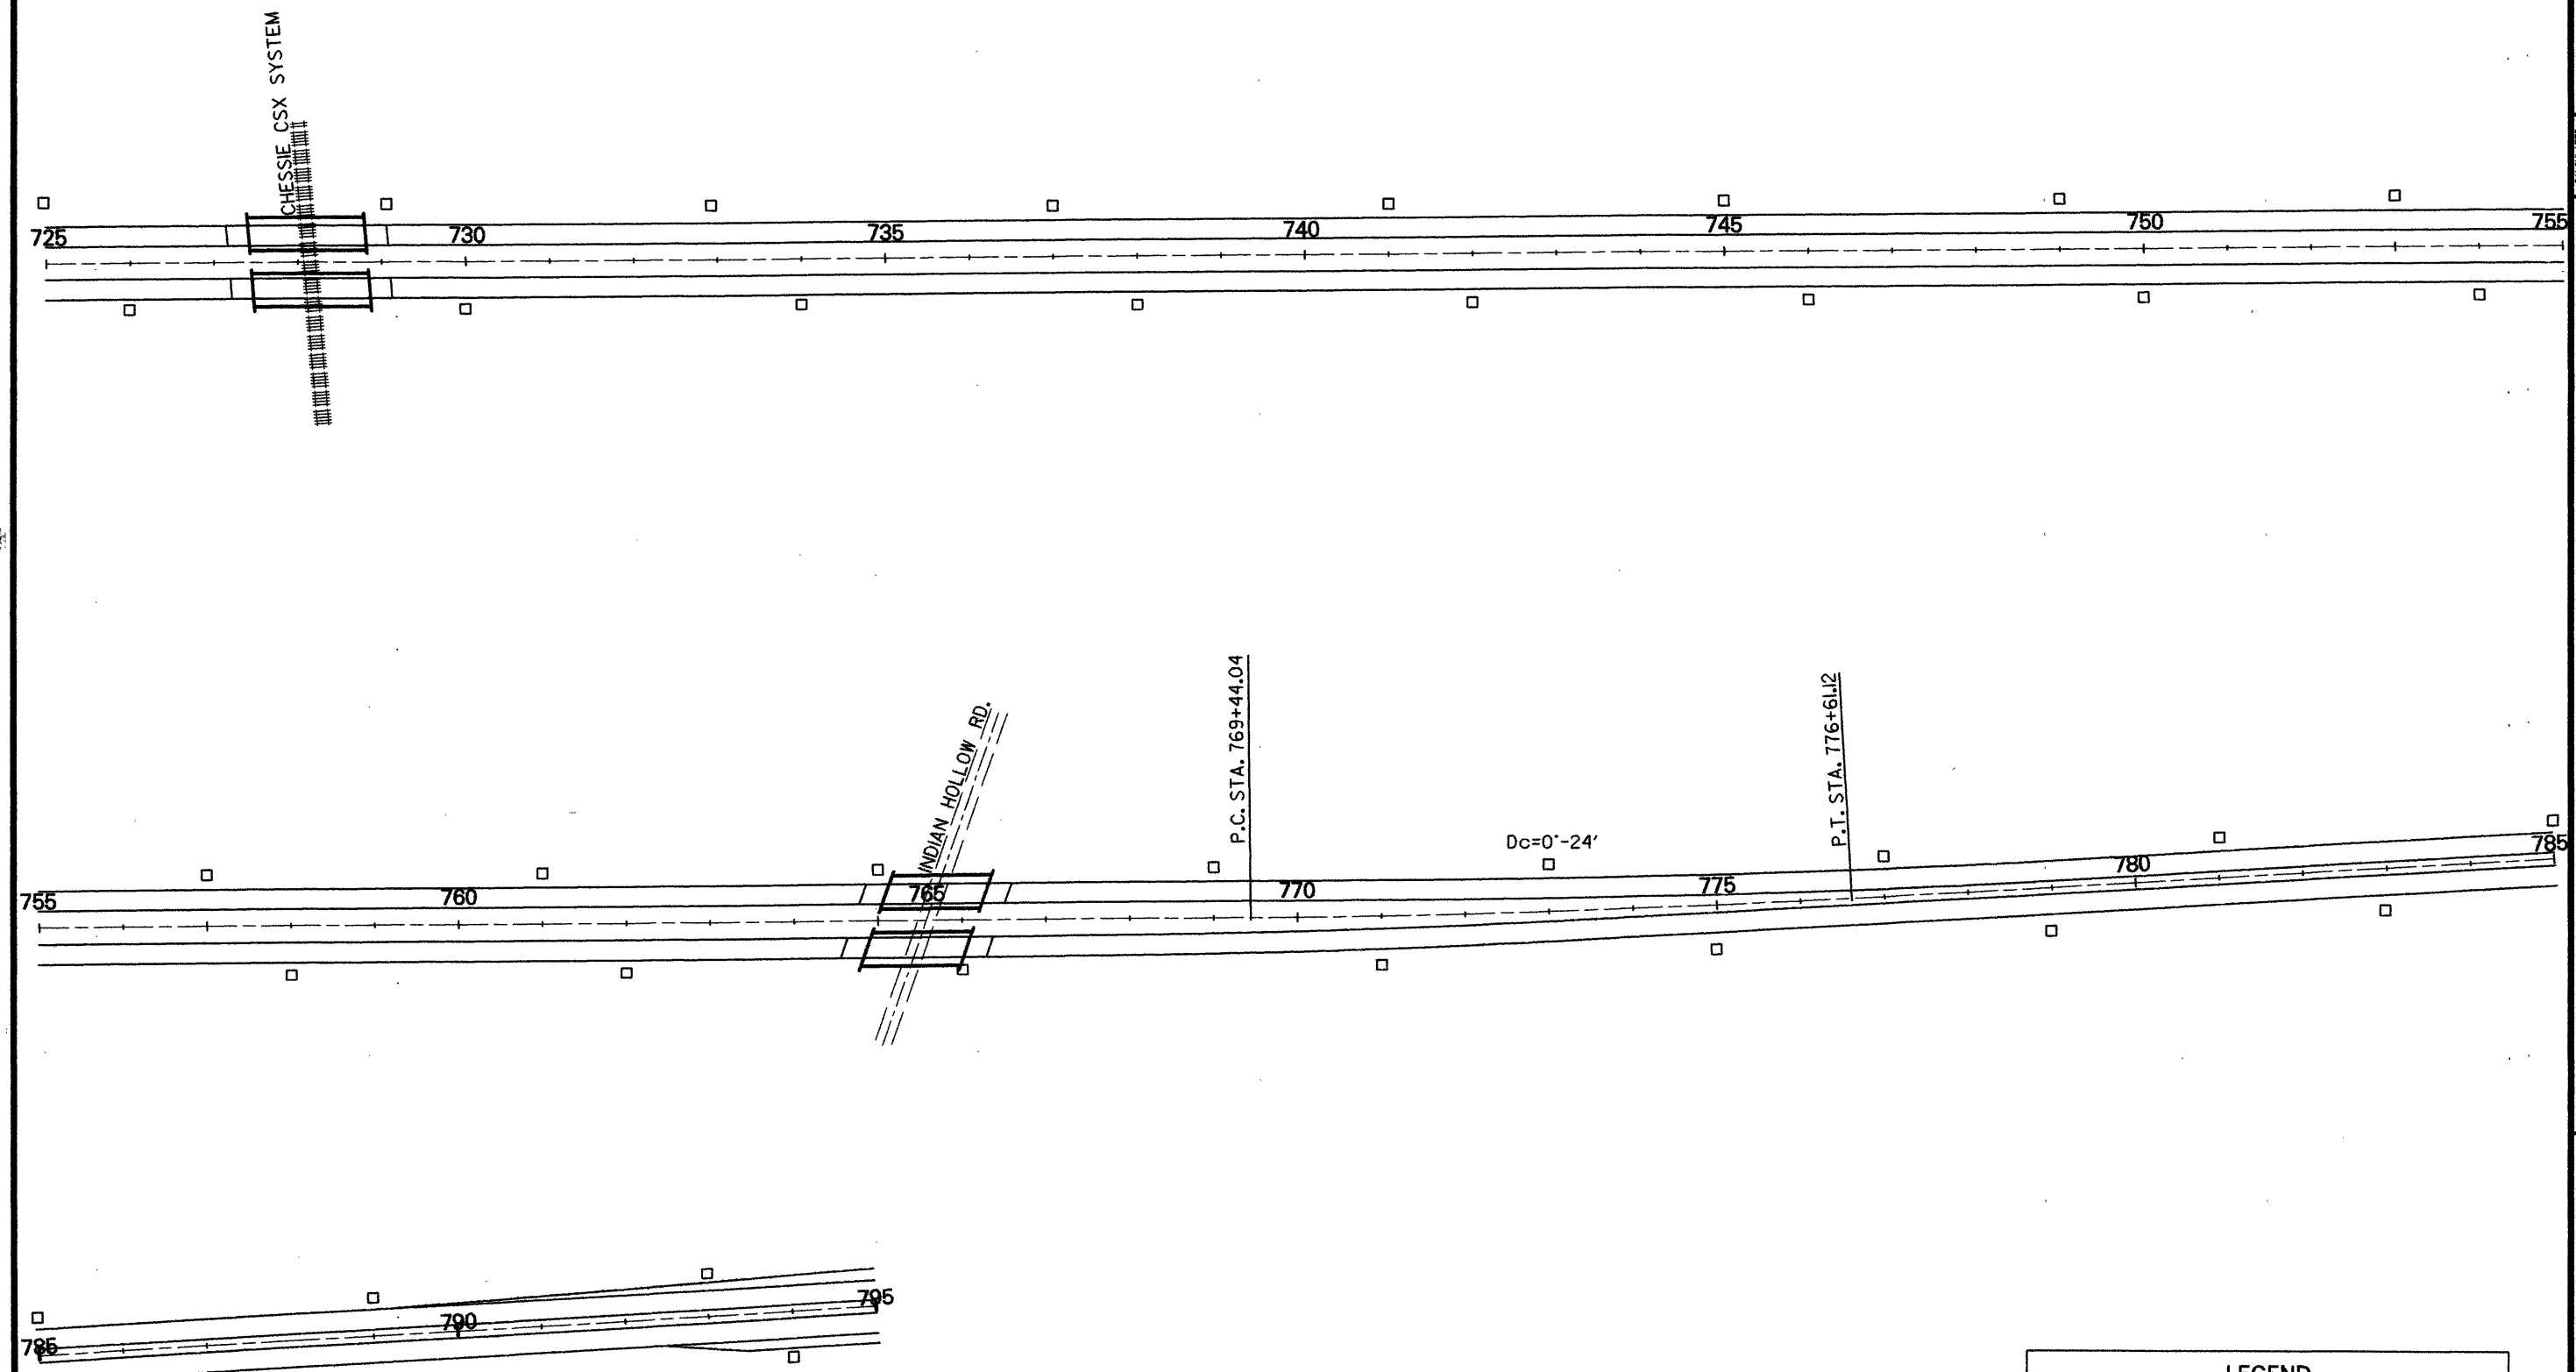 CHESSIE CSX SYSTEM
725 730 735 740 745 750 755
INDIAN HOLLOW RD.
P.C. STA. 769+44.04
P.T. STA. 776+61.12
Dc=0°-24'
755 760 765 770 775 780 785
785 790 795
LEGEND